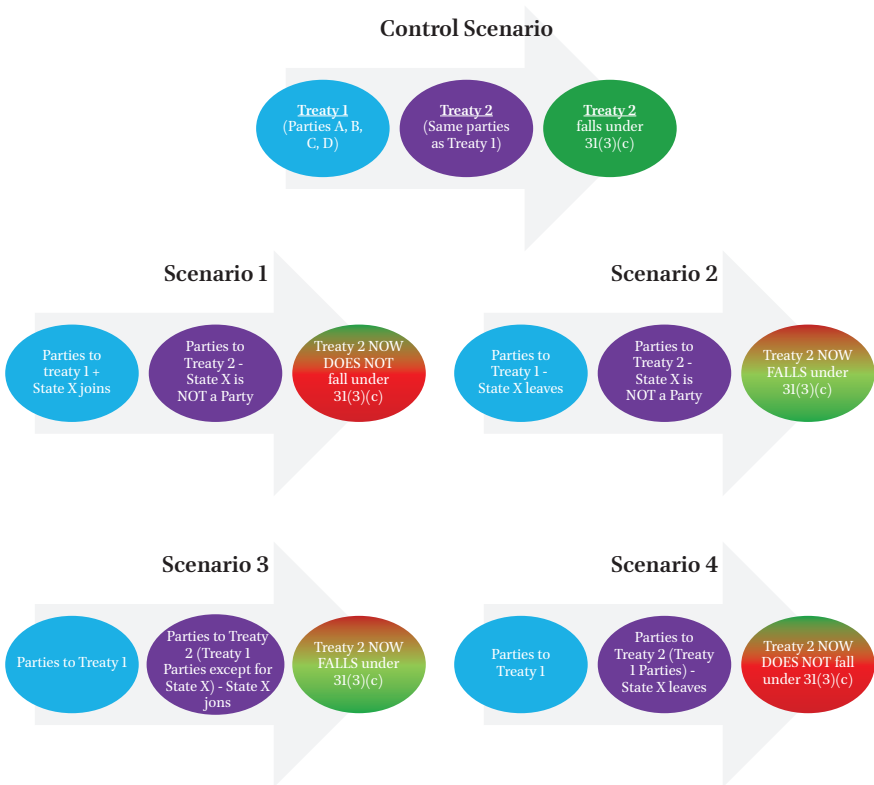 Control Scenario
Treaty 1
(Parties A, B,
C, D)
Treaty 2
(Same parties
as Treaty 1)
Treaty 2
falls under
31(3)(c)
Scenario 1
Parties to
treaty 1 +
State X joins
Parties to
Treaty 2 -
State X is
NOT a Party
Treaty 2 NOW
DOES NOT
fall under
31(3)(c)
Scenario 2
Parties to
Treaty 1 -
State X leaves
Parties to
Treaty 2 -
State X is
NOT a Party
Treaty 2 NOW
FALLS under
31(3)(c)
Scenario 3
Parties to Treaty 1
Parties to Treaty
2 (Treaty 1
Parties except for
State X) - State X
jons
Treaty 2 NOW
FALLS under
31(3)(c)
Scenario 4
Parties to
Treaty 1
Parties to
Treaty 2 (Treaty
1 Parties) -
State X leaves
Treaty 2 NOW
DOES NOT fall
under 31(3)(c)